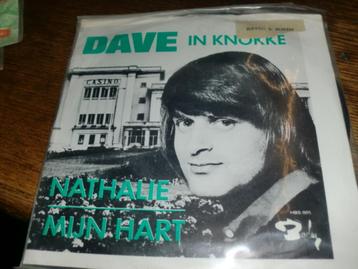 DAVE IN KNOKKE
CASINO
NATHALIE
MIJN HART